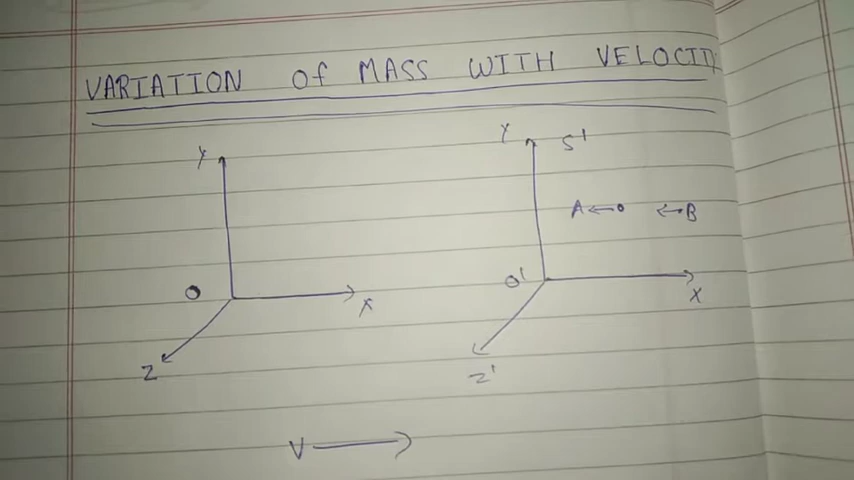 VARIATION Of MASS WITH VELOCIT
Y Y S'
A B
O O'
X X
Z Z'
V